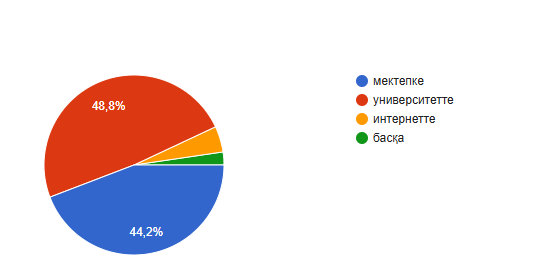 48,8%
44,2%
мектепке
университетте
интернетте
басқа